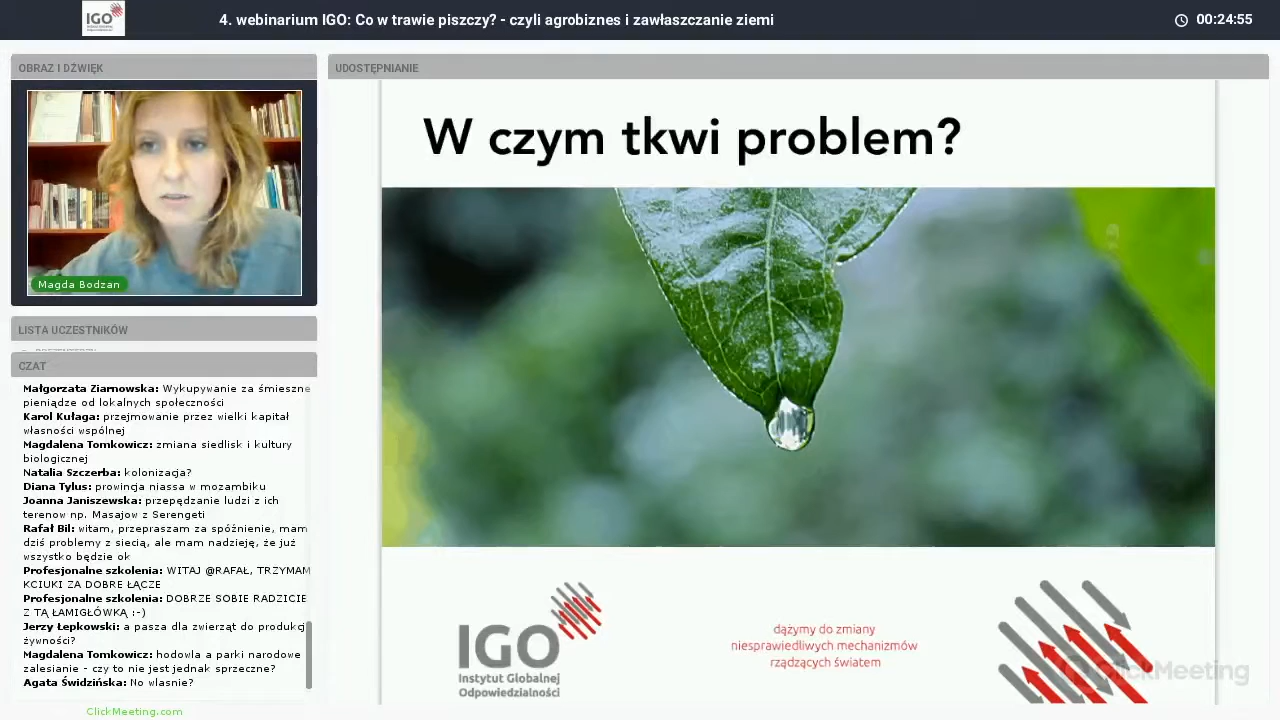 IGO
4. webinarium IGO: Co w trawie piszczy? - czyli agrobiznes i zawłaszczanie ziemi
00:24:55
OBRAZ I DŹWIĘK
Magda Bodzan
LISTA UCZESTNIKÓW
CZAT
Małgorzata Ziarnowska: Wykupywanie za śmieszne
pieniądze od lokalnych społeczności
Karol Kułaga: przejmowanie przez wielki kapitał
własności wspólnej
Magdalena Tomkowicz: zmiana siedlisk i kultury
biologicznej
Natalia Szczerba: kolonizacja?
Diana Tylus: prowincja niassa w mozambiku
Joanna Janiszewska: przepędzanie ludzi z ich
terenow np. Masajow z Serengeti
Rafał Bil: witam, przepraszam za spóźnienie, mam
dziś problemy z siecią, ale mam nadzieję, że już
wszystko będzie ok
Profesjonalne szkolenia: WITAJ @RAFAŁ, TRZYMAM
KCIUKI ZA DOBRE ŁĄCZE
Profesjonalne szkolenia: DOBRZE SOBIE RADZICIE
Z TĄ ŁAMIGŁÓWKĄ :-)
Jerzy Łepkowski: a pasza dla zwierząt do produkcj
żywności?
Magdalena Tomkowicz: hodowla a parki narodowe
zalesianie - czy to nie jest jednak sprzeczne?
Agata Świdzińska: No wlasnie?
ClickMeeting.com
UDOSTĘPNIANIE
W czym tkwi problem?
IGO
Instytut Globalnej
Odpowiedzialności
dążymy do zmiany
niesprawiedliwych mechanizmów
rządzących światem
ClickMeeting